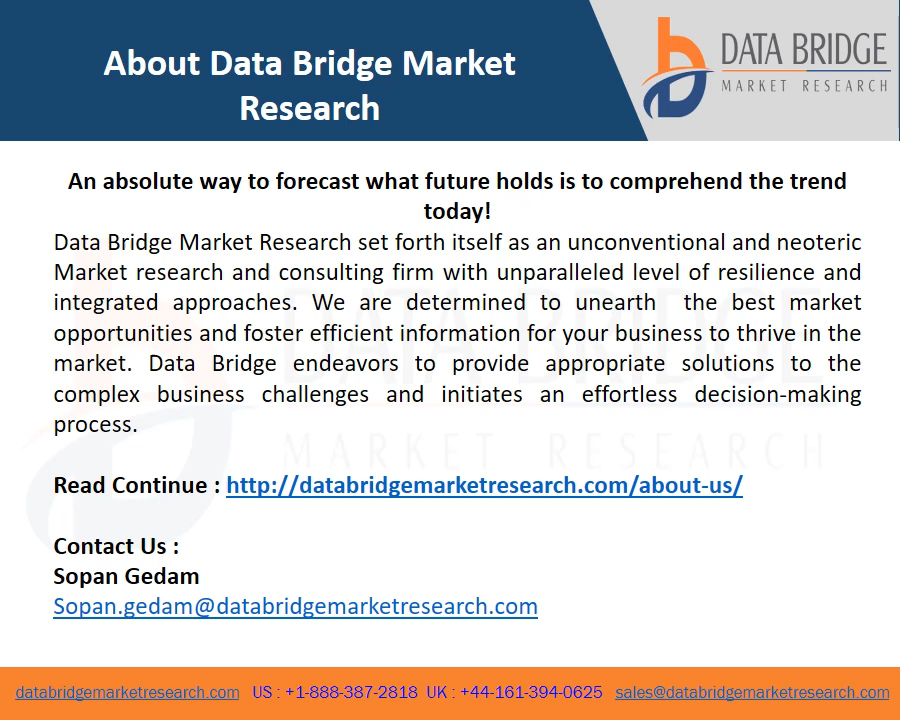 About Data Bridge Market
Research
DATA BRIDGE
MARKET RESEARCH
An absolute way to forecast what future holds is to comprehend the trend
today!
Data Bridge Market Research set forth itself as an unconventional and neoteric
Market research and consulting firm with unparalleled level of resilience and
integrated approaches. We are determined to unearth the best market
opportunities and foster efficient information for your business to thrive in the
market. Data Bridge endeavors to provide appropriate solutions to the
complex business challenges and initiates an effortless decision-making
process.
DATA BRIDGE
MARKET RESEARCH
Read Continue : http://databridgemarketresearch.com/about-us/
Contact Us :
Sopan Gedam
Sopan.gedam@databridgemarketresearch.com
databridgemarketresearch.com US : +1-888-387-2818 UK : +44-161-394-0625 sales@databridgemarketresearch.com